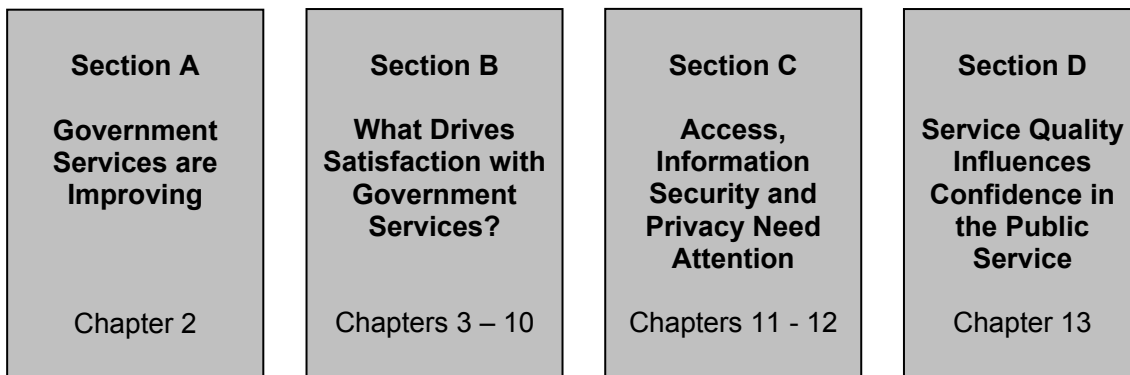 Section A
Government
Services are
Improving
Chapter 2
Section B
What Drives
Satisfaction with
Government
Services?
Chapters 3 – 10
Section C
Access,
Information
Security and
Privacy Need
Attention
Chapters 11 - 12
Section D
Service Quality
Influences
Confidence in
the Public
Service
Chapter 13